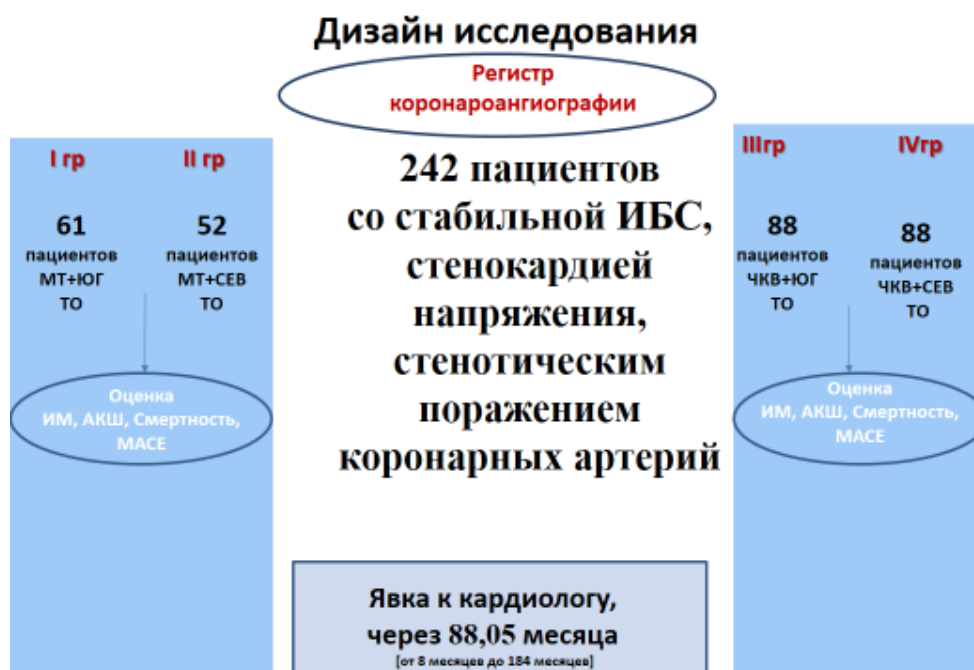 Дизайн исследования
Регистр
коронароангиографии
I гр
II гр
61
пациентов
МТ+ЮГ
ТО
52
пациентов
МТ+СЕВ
ТО
Оценка
ИМ, АКШ, Смертность,
МАСЕ
242 пациентов
со стабильной ИБС,
стенокардией
напряжения,
стенотическим
поражением
коронарных артерий
IIIгр
IVгр
88
пациентов
ЧКВ+ЮГ
ТО
88
пациентов
ЧКВ+СЕВ
ТО
Оценка
ИМ, АКШ, Смертность,
МАСЕ
Явка к кардиологу,
через 88,05 месяца
[от 8 месяцев до 184 месяцев]